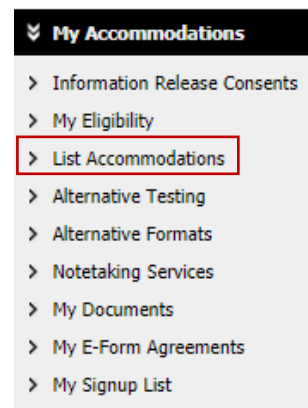 My Accommodations
Information Release Consents
My Eligibility
List Accommodations
Alternative Testing
Alternative Formats
Notetaking Services
My Documents
My E-Form Agreements
My Signup List